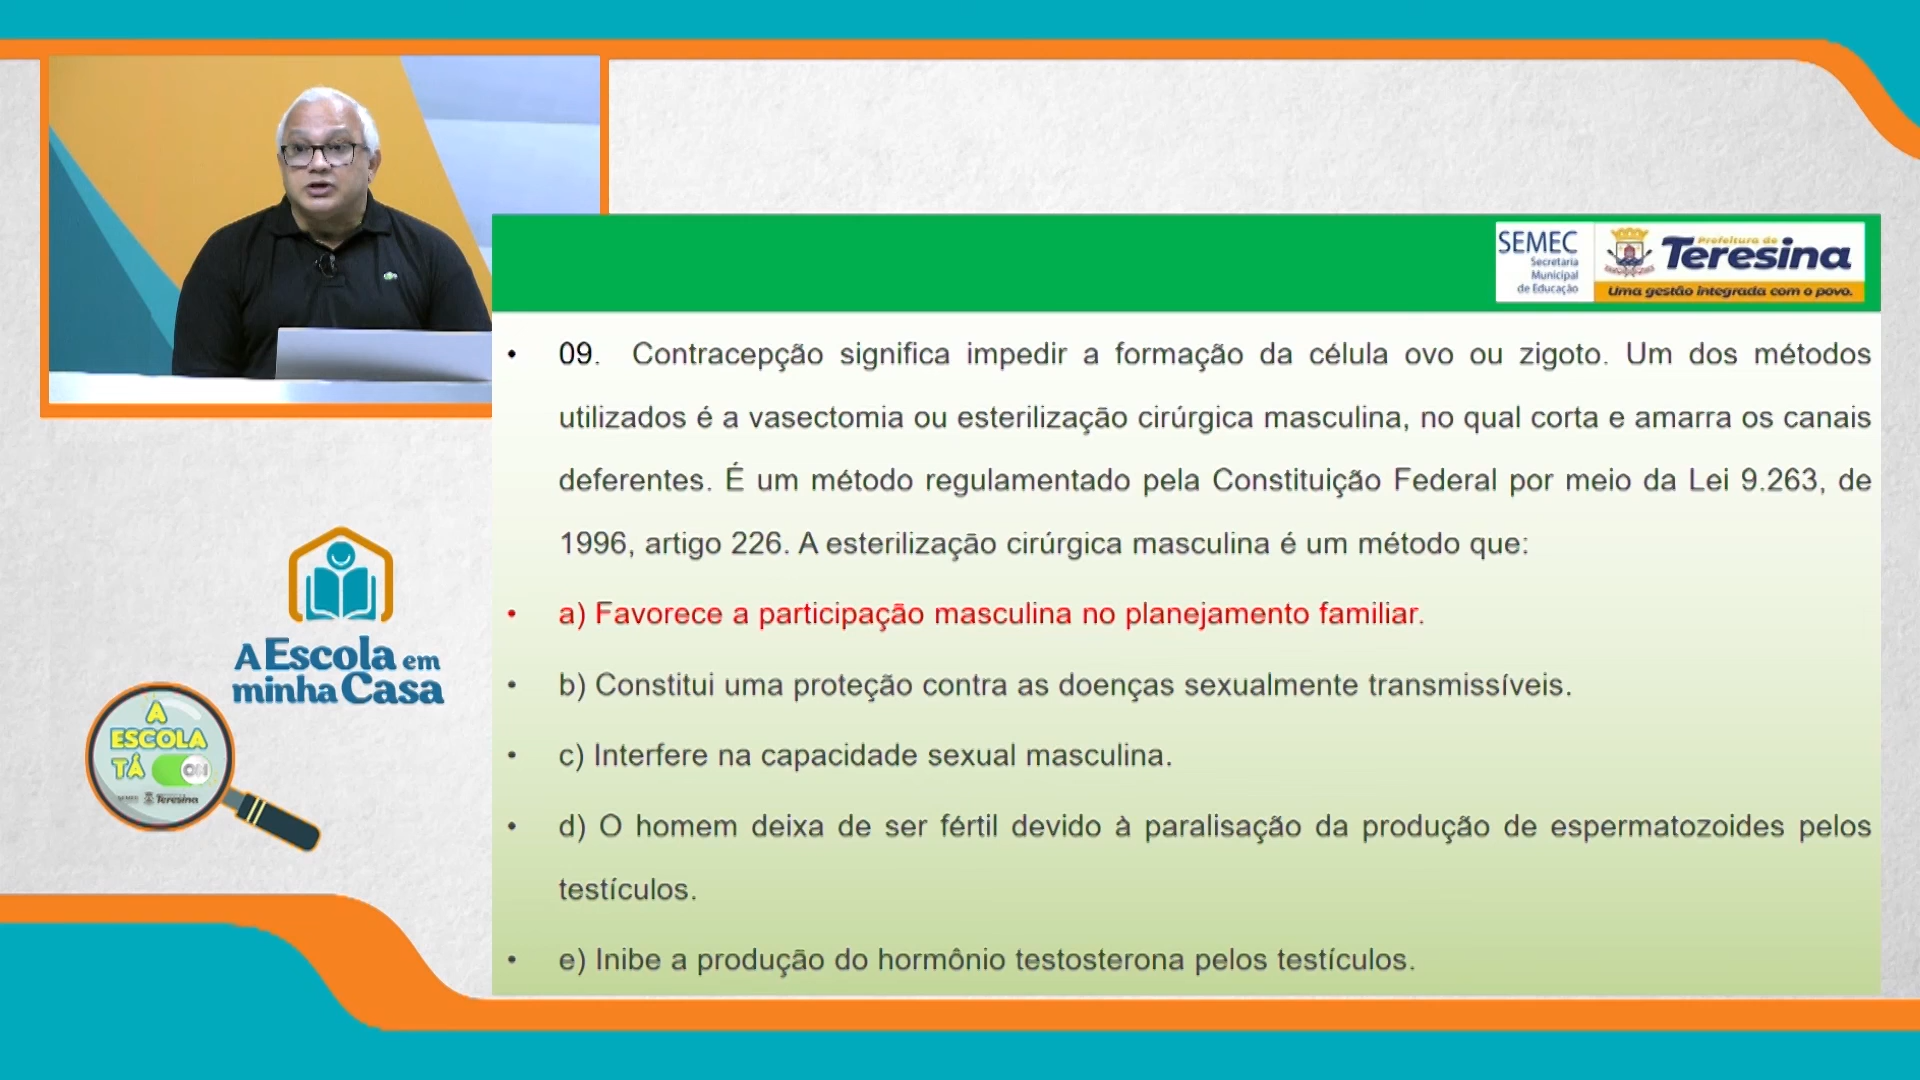 SEMEC
Secretaria
Municipal
de Educação
Prefeitura de
Teresina
Uma gestão integrada com o povo.
• 09. Contracepção significa impedir a formação da célula ovo ou zigoto. Um dos métodos
utilizados é a vasectomia ou esterilização cirúrgica masculina, no qual corta e amarra os canais
deferentes. É um método regulamentado pela Constituição Federal por meio da Lei 9.263, de
1996, artigo 226. A esterilização cirúrgica masculina é um método que:
• a) Favorece a participação masculina no planejamento familiar.
• b) Constitui uma proteção contra as doenças sexualmente transmissíveis.
• c) Interfere na capacidade sexual masculina.
• d) O homem deixa de ser fértil devido à paralisação da produção de espermatozoides pelos
testículos.
• e) Inibe a produção do hormônio testosterona pelos testículos.
A Escola em
minha Casa
A
ESCOLA
TÁ ON
SEMEC Teresina